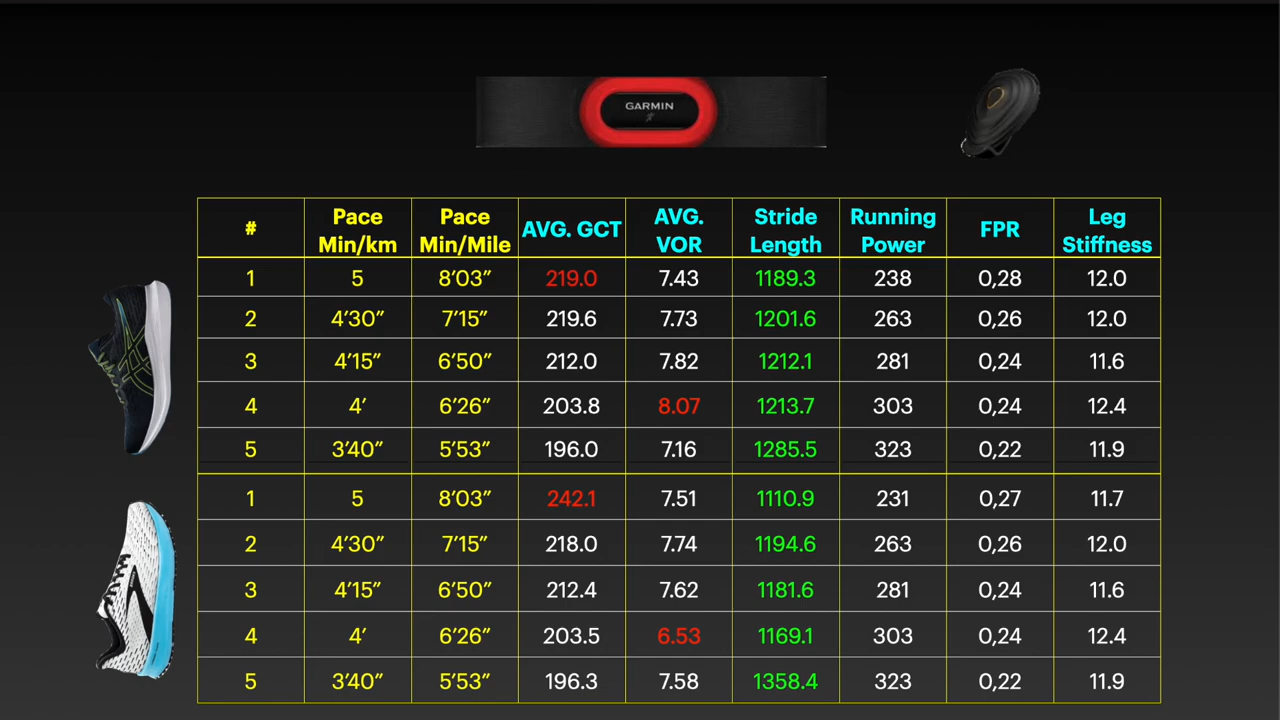 GARMIN
# Pace Min/km Pace Min/Mile AVG. GCT AVG. VOR Stride Length Running Power FPR Leg Stiffness
1 5 8’03” 219.0 7.43 1189.3 238 0,28 12.0
2 4’30” 7’15” 219.6 7.73 1201.6 263 0,26 12.0
3 4’15” 6’50” 212.0 7.82 1212.1 281 0,24 11.6
4 4’ 6’26” 203.8 8.07 1213.7 303 0,24 12.4
5 3’40” 5’53” 196.0 7.16 1285.5 323 0,22 11.9
1 5 8’03” 242.1 7.51 1110.9 231 0,27 11.7
2 4’30” 7’15” 218.0 7.74 1194.6 263 0,26 12.0
3 4’15” 6’50” 212.4 7.62 1181.6 281 0,24 11.6
4 4’ 6’26” 203.5 6.53 1169.1 303 0,24 12.4
5 3’40” 5’53” 196.3 7.58 1358.4 323 0,22 11.9